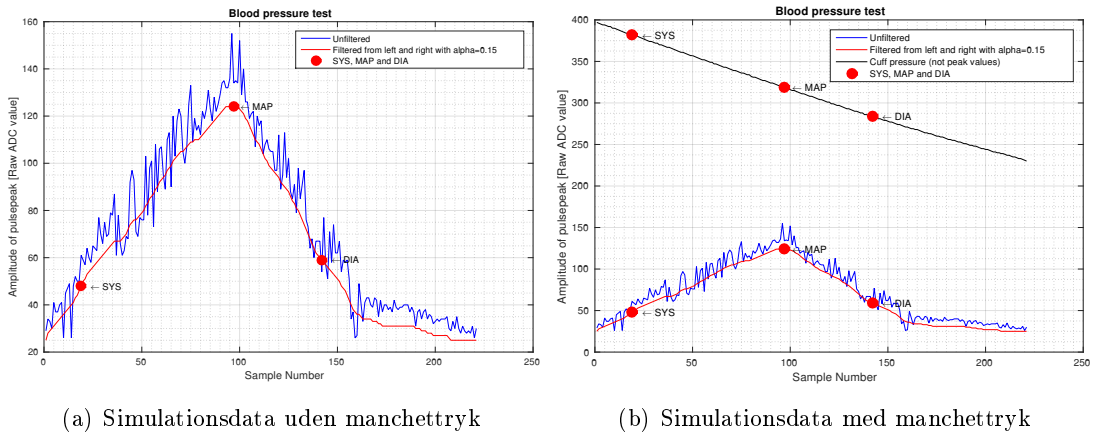 Blood pressure test
Unfiltered
Filtered from left and right with alpha=0.15
SYS, MAP and DIA
160
140
120
100
80
60
40
20
0
50
100
150
200
250
Amplitude of pulsepeak [Raw ADC value]
Sample Number
← MAP
← DIA
← SYS
(a) Simulationsdata uden manchettryk
Blood pressure test
Unfiltered
Filtered from left and right with alpha=0.15
Cuff pressure (not peak values)
SYS, MAP and DIA
400
350
300
250
200
150
100
50
0
0
50
100
150
200
250
Amplitude of pulsepeak [Raw ADC value]
Sample Number
← SYS
← MAP
← DIA
← MAP
← DIA
← SYS
(b) Simulationsdata med manchettryk